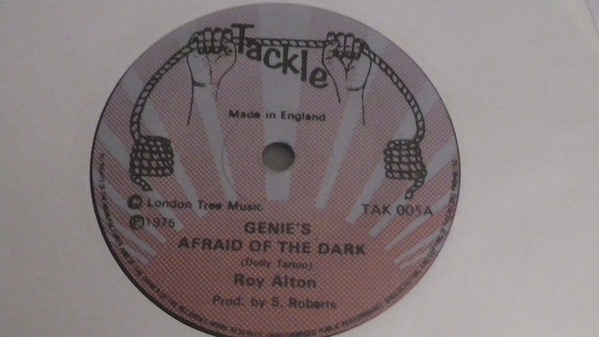 Tackle
Made in England
London Tree Music
℗ 1976 TAK 005A
GENIE'S
AFRAID OF THE DARK
(Dolly Tarton)
Roy Alton
Prod. by S. Roberts